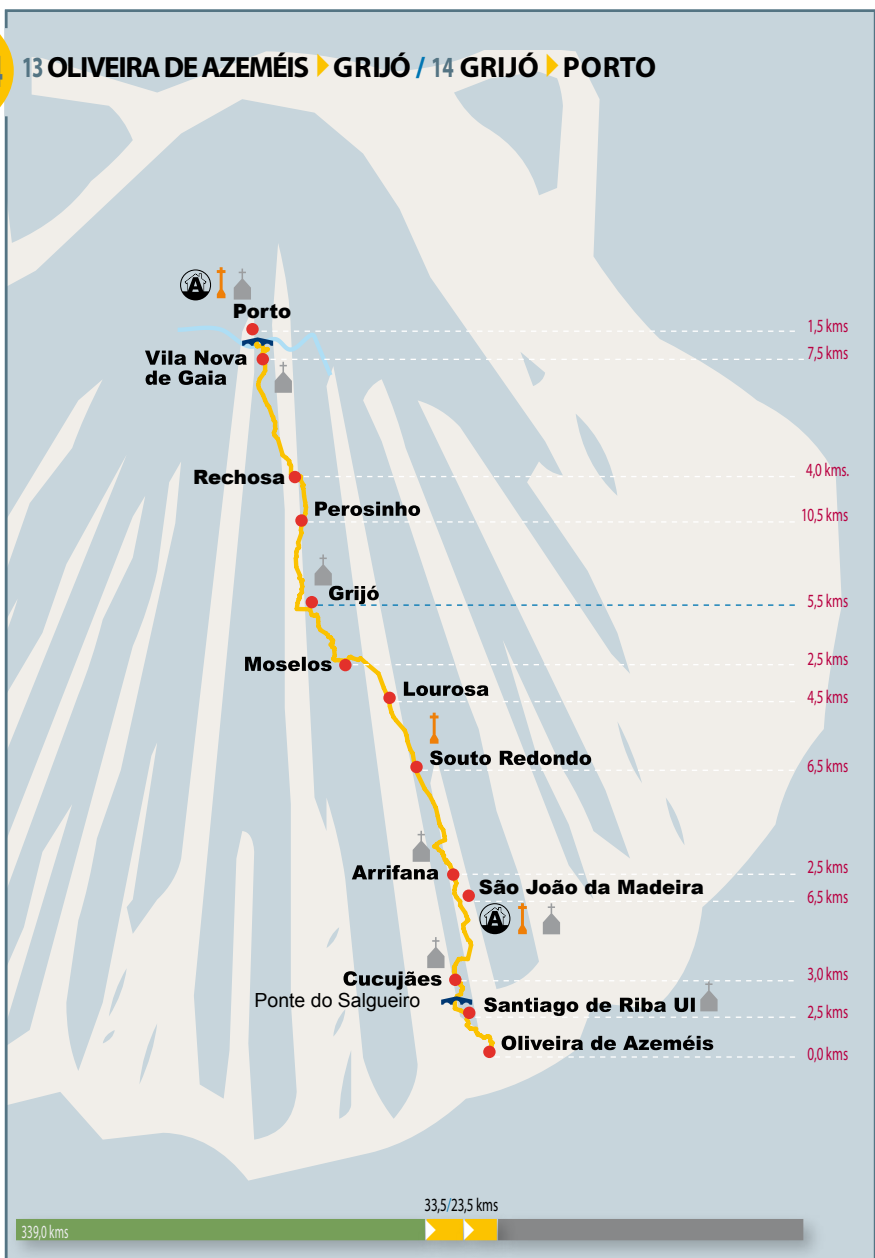 13 OLIVEIRA DE AZEMÉIS GRIJÓ / 14 GRIJÓ PORTO
A
Porto
1,5 kms
Vila Nova
de Gaia
7,5 kms
Rechosa
4,0 kms.
Perosinho
10,5 kms
Grijó
5,5 kms
Moselos
2,5 kms
Lourosa
4,5 kms
Souto Redondo
6,5 kms
Arrifana
2,5 kms
São João da Madeira
6,5 kms
A
Cucujães
3,0 kms
Ponte do Salgueiro
Santiago de Riba Ul
2,5 kms
Oliveira de Azeméis
0,0 kms
33,5/23,5 kms
339,0 kms